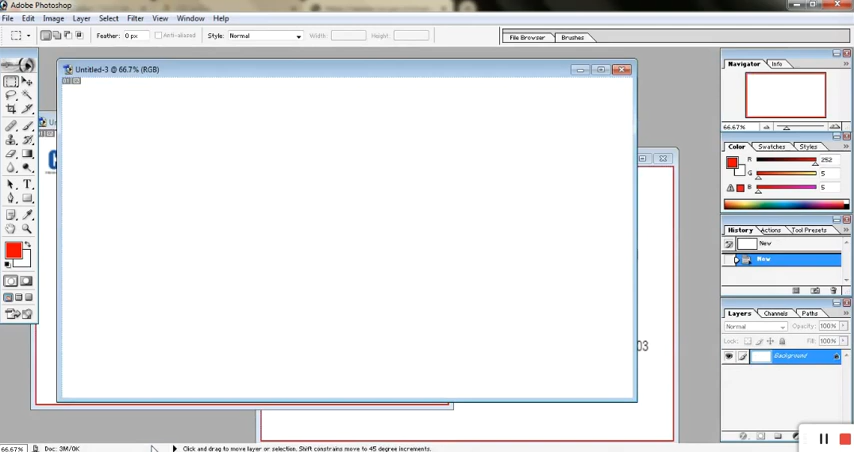 Adobe Photoshop
File Edit Image Layer Select Filter View Window Help
Feather: 0 px Anti-aliased Style: Normal Width: Height: File Browser Brushes
Untitled-3 @ 66.7% (RGB)
Navigator Info
66.67%
Color Swatches Styles
R 252
G 5
B 5
History Actions Tool Presets
New
New
Layers Channels Paths
Normal Opacity: 100%
Lock: Fill: 100%
Background
03
66.67% Doc: 3M/0K Click and drag to move layer or selection. Shift constrains move to 45 degree increments.